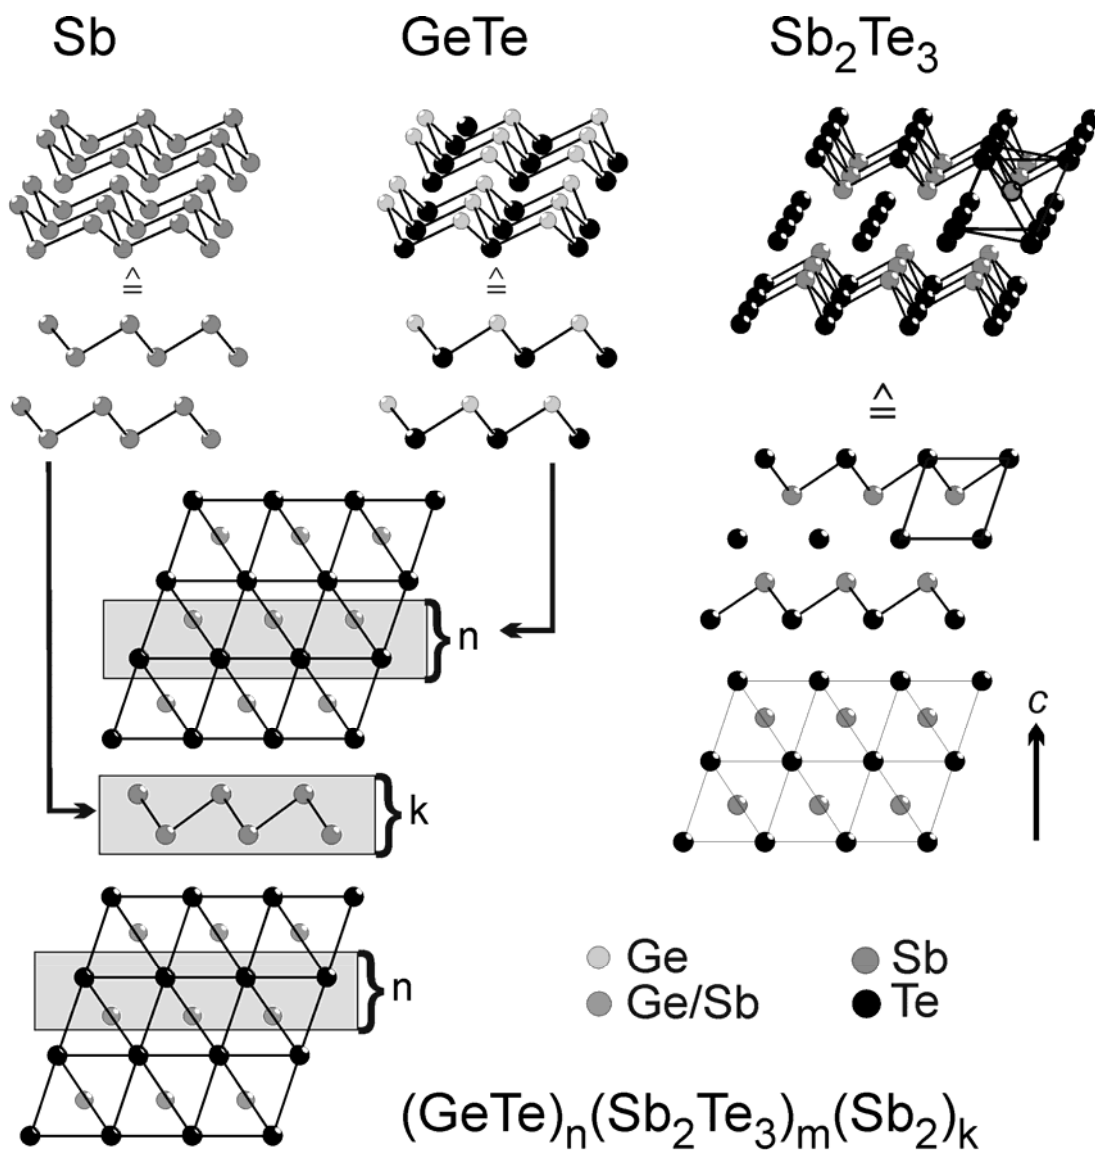 Sb GeTe Sb₂Te₃
≙ ≙
≙
n
c
k
n
Ge Sb
Ge/Sb Te
(GeTe)ₙ(Sb₂Te₃)ₘ(Sb₂)ₖ